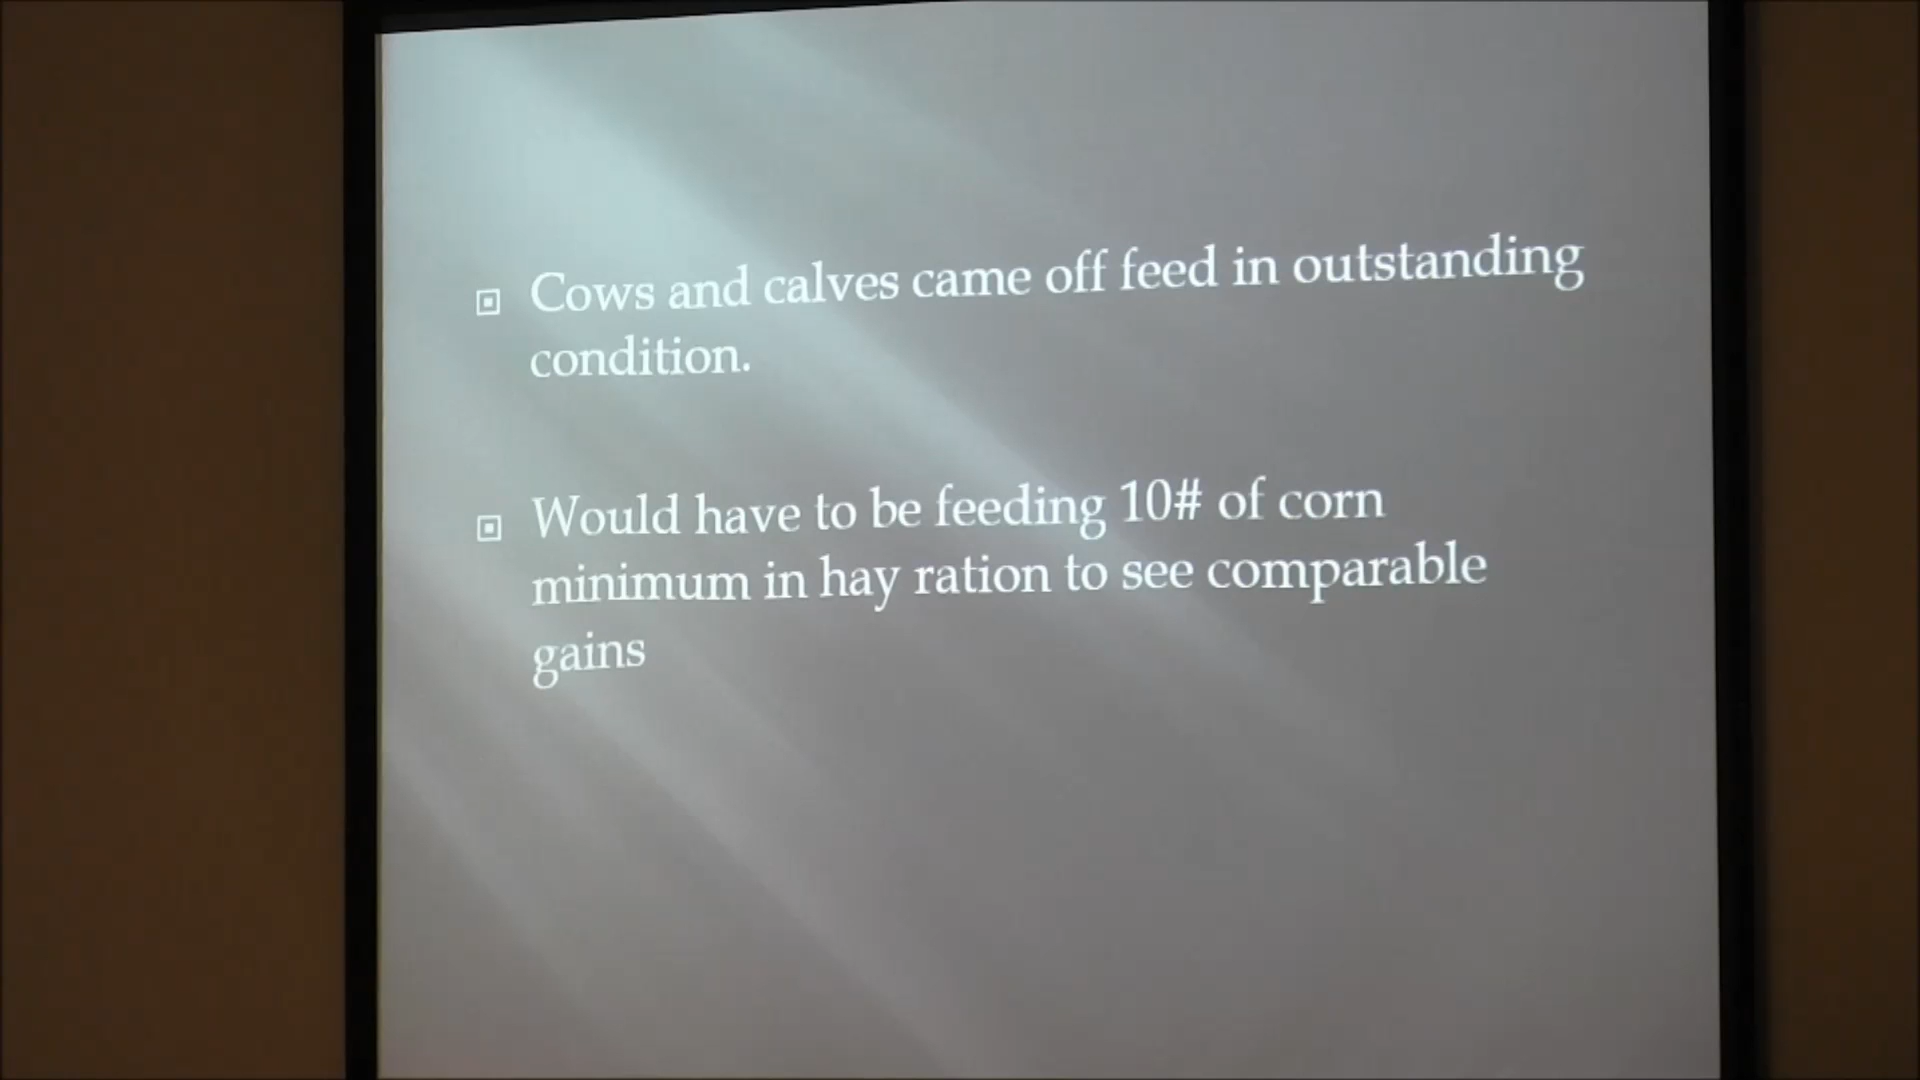 Cows and calves came off feed in outstanding
condition.
Would have to be feeding 10# of corn
minimum in hay ration to see comparable
gains